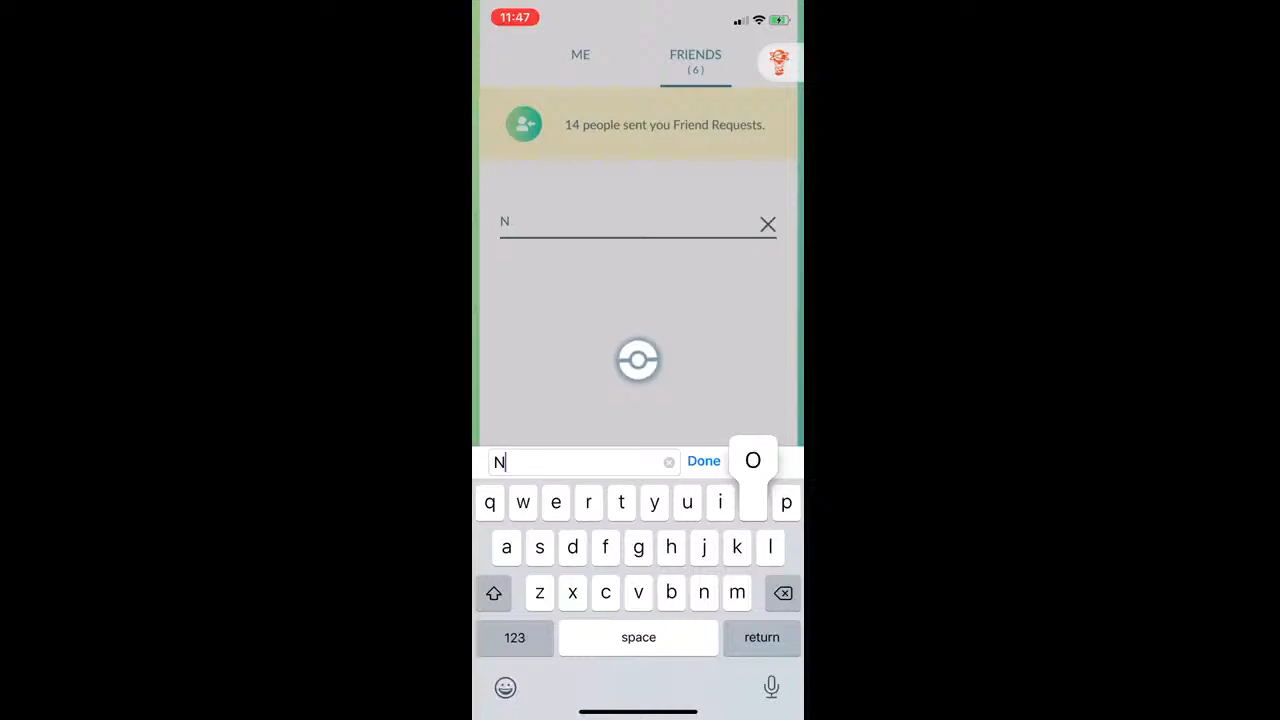 11:47
ME
FRIENDS
(6)
14 people sent you Friend Requests.
N
N
Done
O
q w e r t y u i p
a s d f g h j k l
z x c v b n m
123
space
return